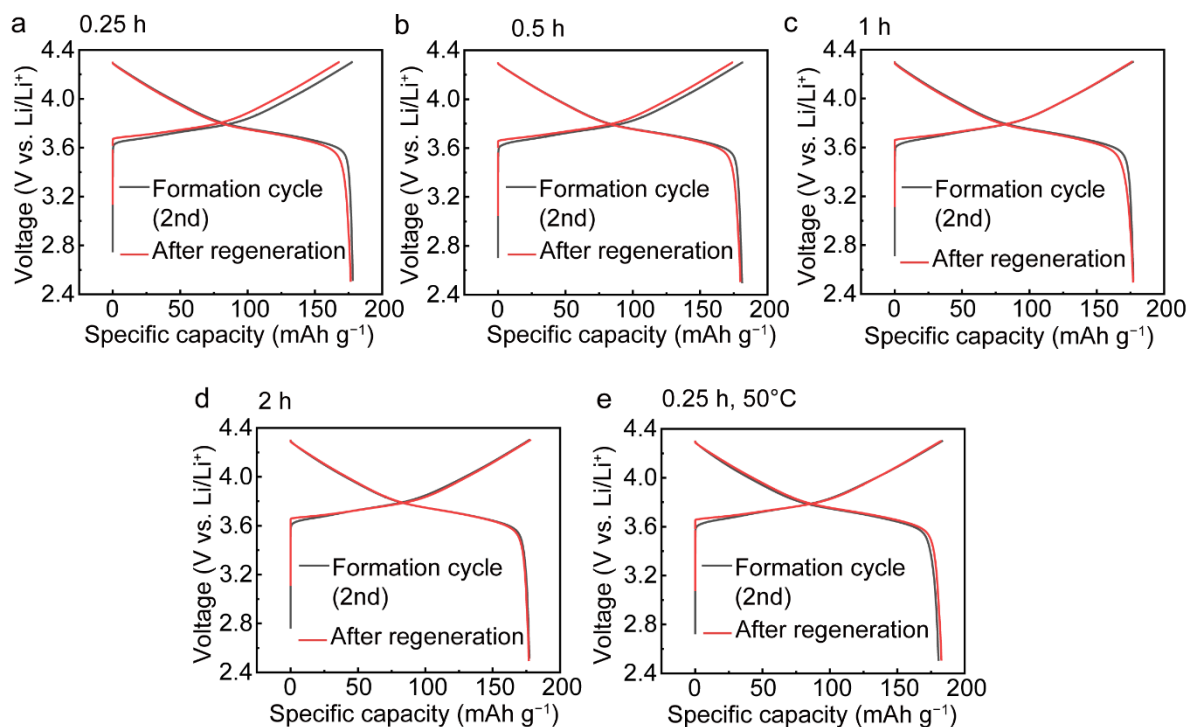 a 0.25 h
4.4
4.0
3.6
3.2
2.8
2.4
Voltage (V vs. Li/Li⁺)
Formation cycle
(2nd)
After regeneration
0 50 100 150 200
Specific capacity (mAh g⁻¹)
b 0.5 h
4.4
4.0
3.6
3.2
2.8
2.4
Voltage (V vs. Li/Li⁺)
Formation cycle
(2nd)
After regeneration
0 50 100 150 200
Specific capacity (mAh g⁻¹)
c 1 h
4.4
4.0
3.6
3.2
2.8
2.4
Voltage (V vs. Li/Li⁺)
Formation cycle
(2nd)
After regeneration
0 50 100 150 200
Specific capacity (mAh g⁻¹)
d 2 h
4.4
4.0
3.6
3.2
2.8
2.4
Voltage (V vs. Li/Li⁺)
Formation cycle
(2nd)
After regeneration
0 50 100 150 200
Specific capacity (mAh g⁻¹)
e 0.25 h, 50°C
4.4
4.0
3.6
3.2
2.8
2.4
Voltage (V vs. Li/Li⁺)
Formation cycle
(2nd)
After regeneration
0 50 100 150 200
Specific capacity (mAh g⁻¹)